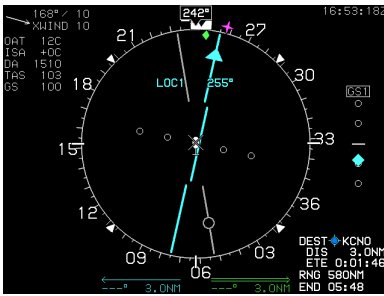 168° / 10
XWIND 10
OAT 12C
ISA +0C
DA 1510
TAS 103
GS 100
242°
16:53:18Z
21
27
18
30
LOC1 255°
GS1
15
33
12
03
06
09
DEST KCNO
DIS 3.0NM
ETE 0:01:46
RNG 580NM
END 05:48
---° 3.0NM
---° 3.0NM